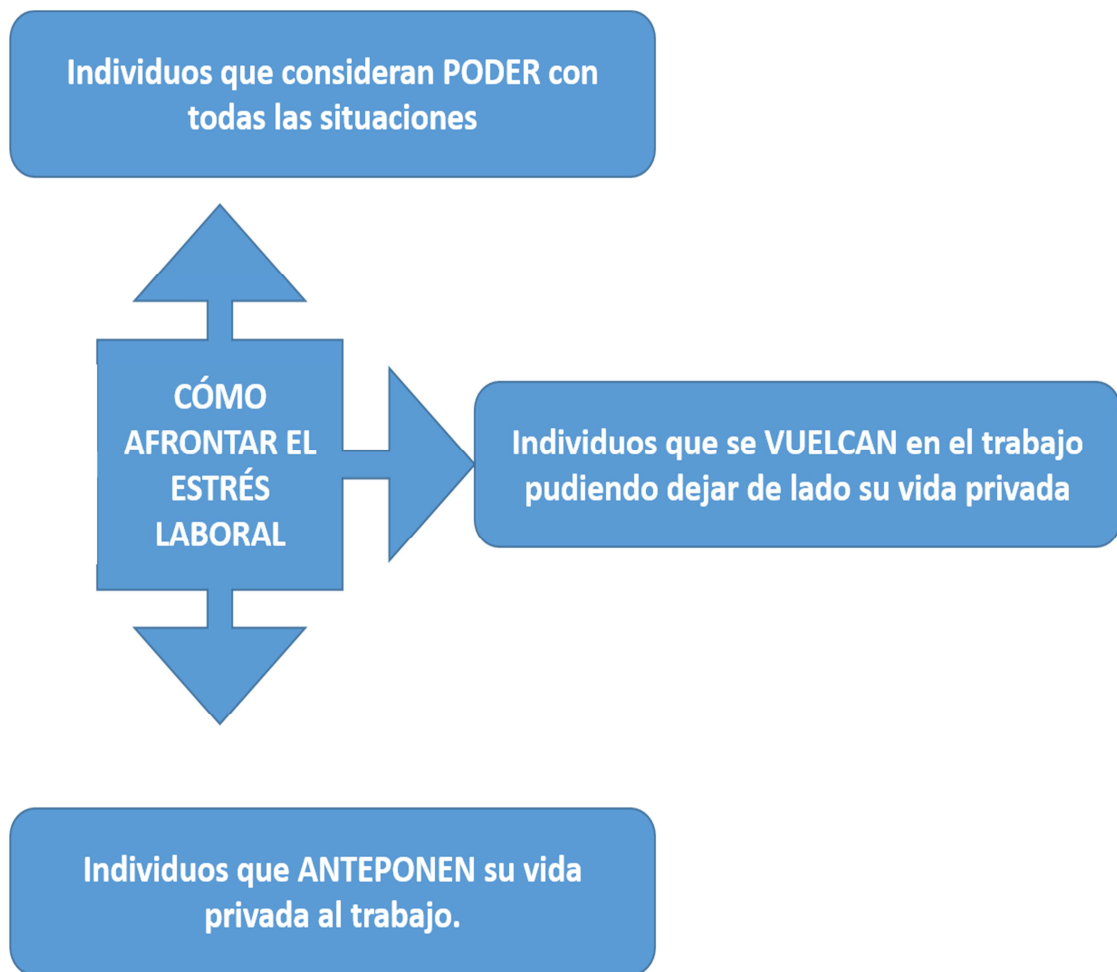 Individuos que consideran PODER con
todas las situaciones
CÓMO
AFRONTAR EL
ESTRÉS
LABORAL
Individuos que se VUELCAN en el trabajo
pudiendo dejar de lado su vida privada
Individuos que ANTEPONEN su vida
privada al trabajo.